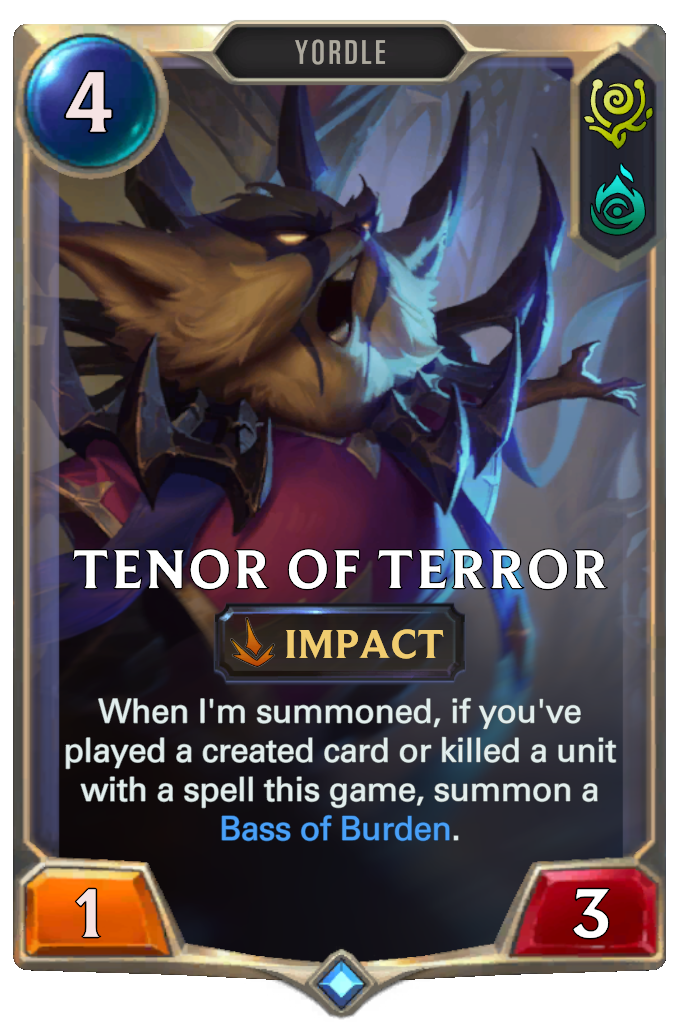 YORDLE
4
TENOR OF TERROR
IMPACT
When I'm summoned, if you've
played a created card or killed a unit
with a spell this game, summon a
Bass of Burden.
1
3